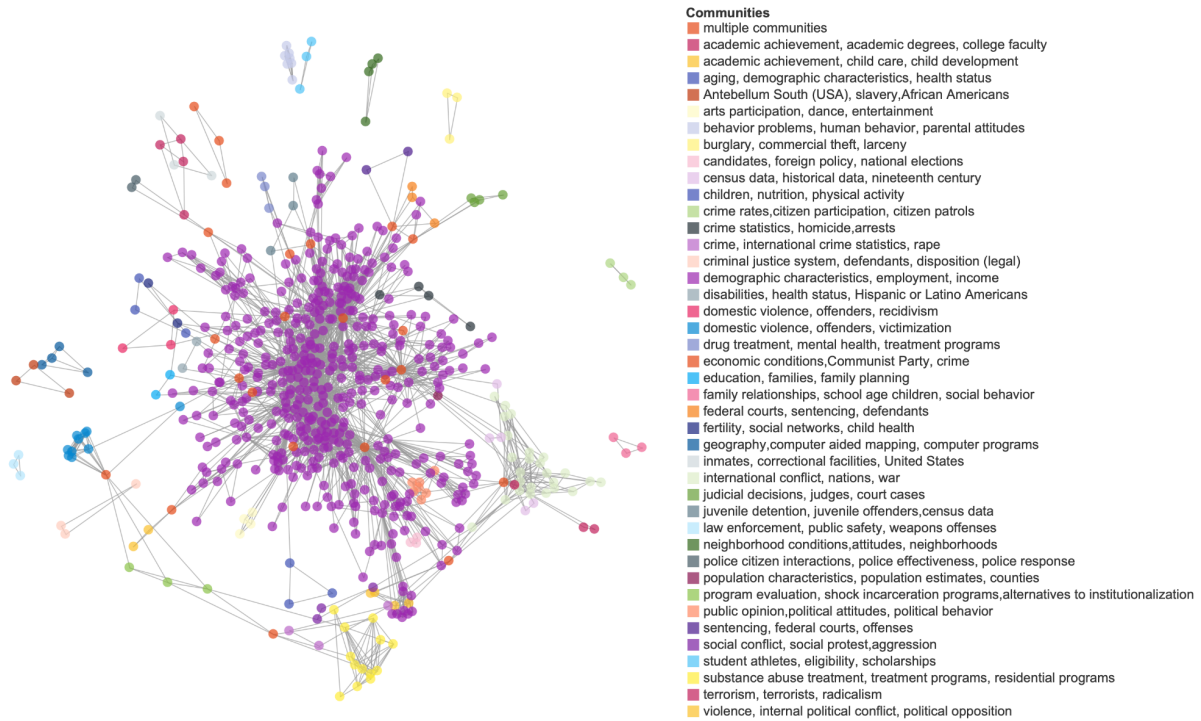 Communities
multiple communities
academic achievement, academic degrees, college faculty
academic achievement, child care, child development
aging, demographic characteristics, health status
Antebellum South (USA), slavery,African Americans
arts participation, dance, entertainment
behavior problems, human behavior, parental attitudes
burglary, commercial theft, larceny
candidates, foreign policy, national elections
census data, historical data, nineteenth century
children, nutrition, physical activity
crime rates,citizen participation, citizen patrols
crime statistics, homicide,arrests
crime, international crime statistics, rape
criminal justice system, defendants, disposition (legal)
demographic characteristics, employment, income
disabilities, health status, Hispanic or Latino Americans
domestic violence, offenders, recidivism
domestic violence, offenders, victimization
drug treatment, mental health, treatment programs
economic conditions,Communist Party, crime
education, families, family planning
family relationships, school age children, social behavior
federal courts, sentencing, defendants
fertility, social networks, child health
geography,computer aided mapping, computer programs
inmates, correctional facilities, United States
international conflict, nations, war
judicial decisions, judges, court cases
juvenile detention, juvenile offenders,census data
law enforcement, public safety, weapons offenses
neighborhood conditions,attitudes, neighborhoods
police citizen interactions, police effectiveness, police response
population characteristics, population estimates, counties
program evaluation, shock incarceration programs,alternatives to institutionalization
public opinion,political attitudes, political behavior
sentencing, federal courts, offenses
social conflict, social protest,aggression
student athletes, eligibility, scholarships
substance abuse treatment, treatment programs, residential programs
terrorism, terrorists, radicalism
violence, internal political conflict, political opposition